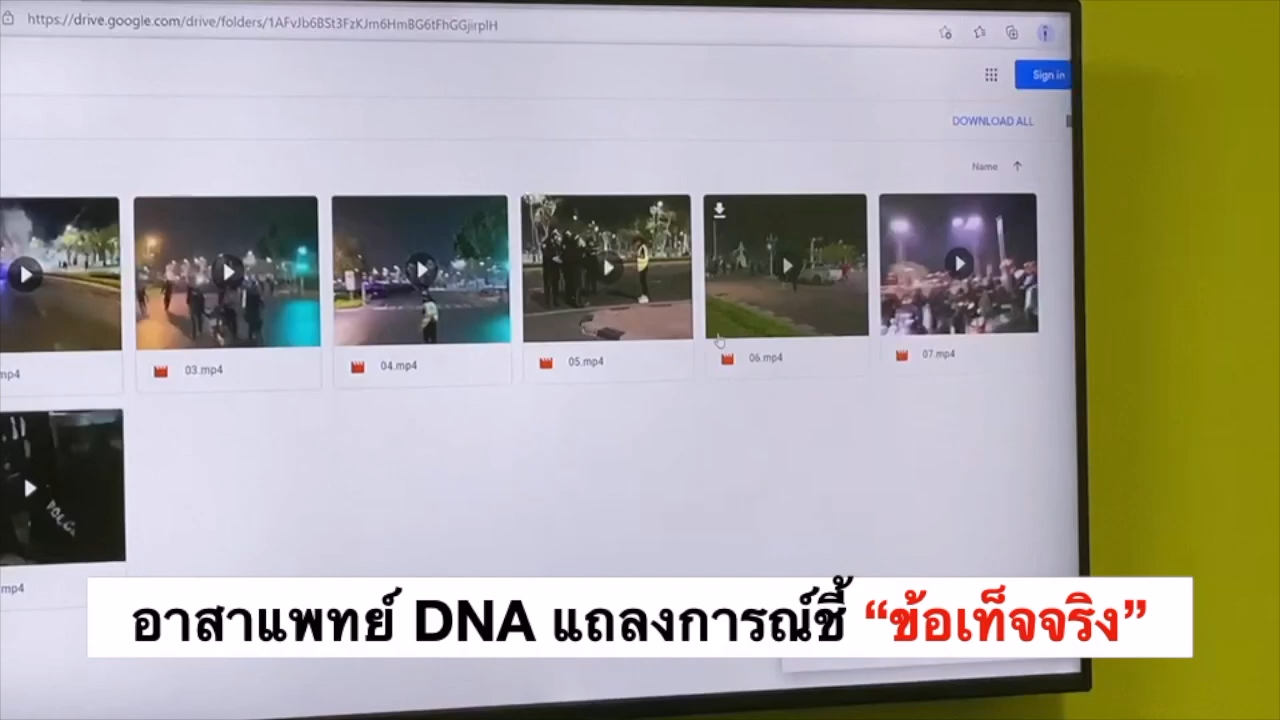 https://drive.google.com/drive/folders/1AFvJb6BSt3FzKJm6HmBG6tFhGGjirplH
Sign in
DOWNLOAD ALL
Name
mp4
03.mp4
04.mp4
05.mp4
06.mp4
07.mp4
mp4
อาสาแพทย์ DNA แถลงการณ์ชี้ “ข้อเท็จจริง”